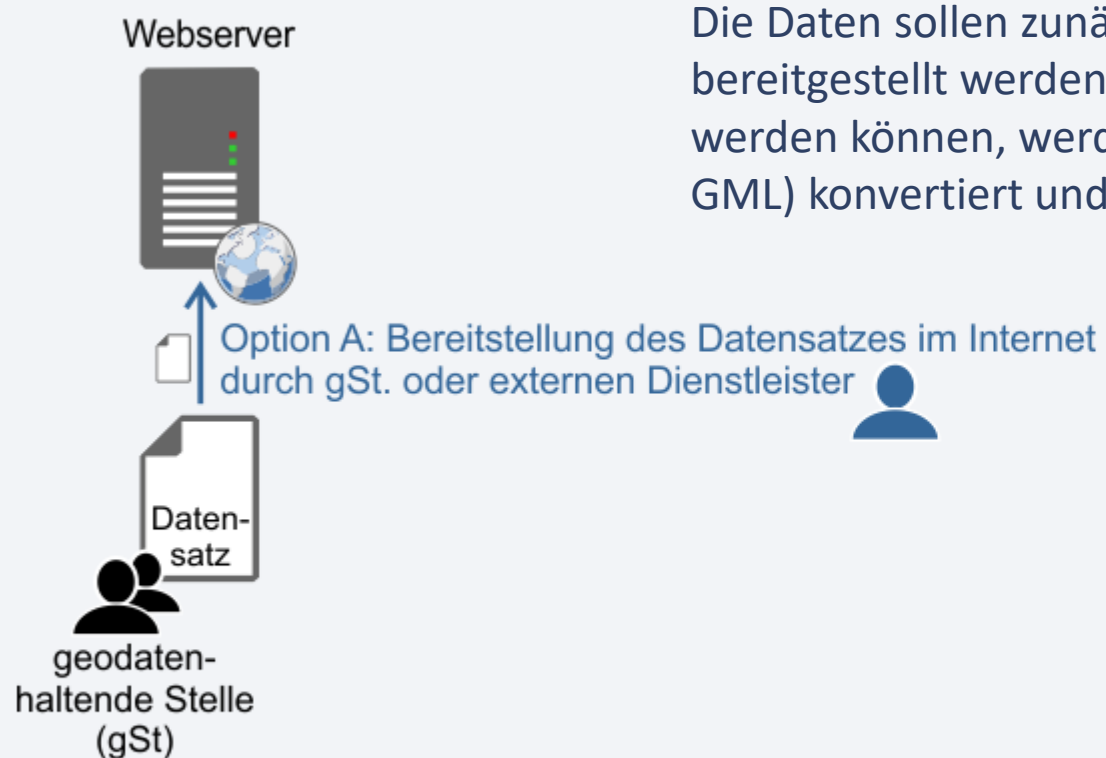 Webserver
Die Daten sollen zunä
bereitgestellt werden
werden können, werd
GML) konvertiert und
Option A: Bereitstellung des Datensatzes im Internet
durch gSt. oder externen Dienstleister
Daten-
satz
geodaten-
haltende Stelle
(gSt)